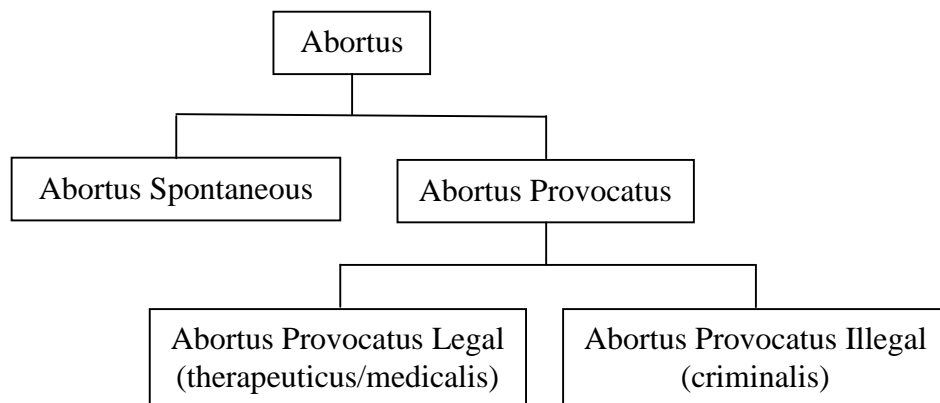 Abortus
Abortus Spontaneous
Abortus Provocatus
Abortus Provocatus Legal
(therapeuticus/medicalis)
Abortus Provocatus Illegal
(criminalis)